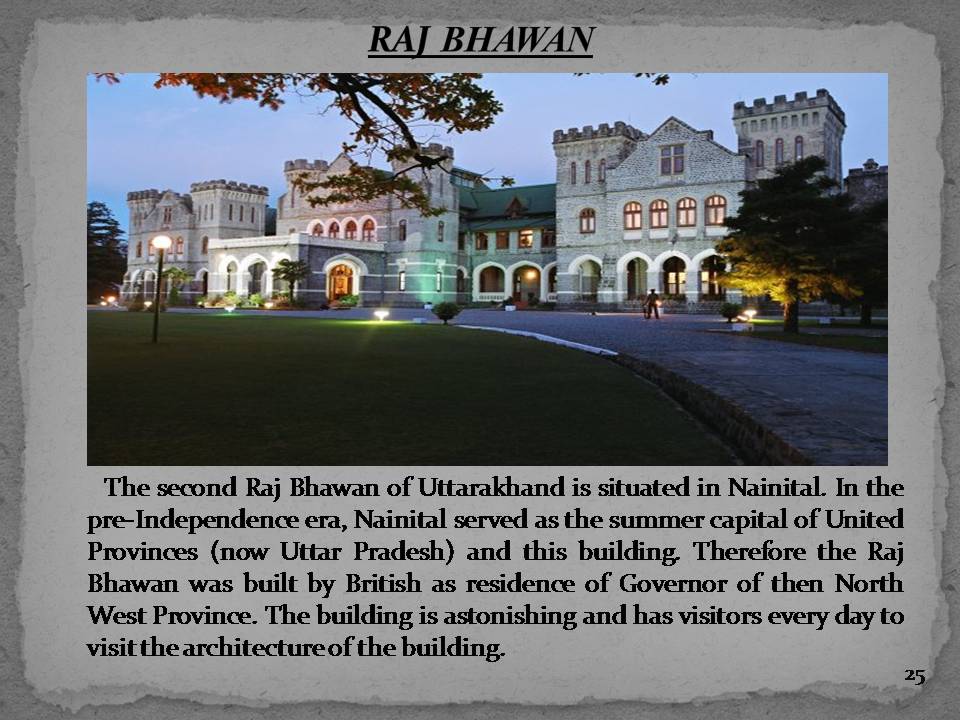 RAJ BHAWAN
The second Raj Bhawan of Uttarakhand is situated in Nainital. In the
pre-Independence era, Nainital served as the summer capital of United
Provinces (now Uttar Pradesh) and this building. Therefore the Raj
Bhawan was built by British as residence of Governor of then North
West Province. The building is astonishing and has visitors every day to
visit the architecture of the building.
25